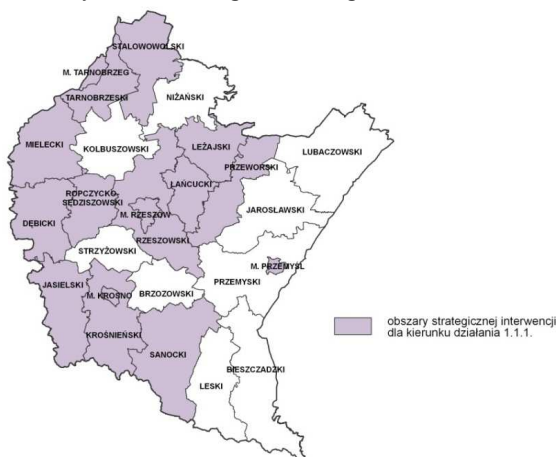 STALOWOWOLSKI
M. TARNOBRZEG
TARNOBRZESKI
NIŻAŃSKI
MIELECKI
KOLBUSZOWSKI
LEŻAJSKI
LUBACZOWSKI
PRZEWORSKI
ROPCZYCKO
SĘDZISZOWSKI
ŁAŃCUCKI
M. RZESZÓW
JAROSŁAWSKI
DĘBICKI
RZESZOWSKI
STRZYŻOWSKI
M. PRZEMYŚL
JASIELSKI
M. KROSNO
BRZOZOWSKI
PRZEMYSKI
obszary strategicznej interwencji
dla kierunku działania 1.1.1.
KROŚNIEŃSKI
SANOCKI
LESKI
BIESZCZADZKI